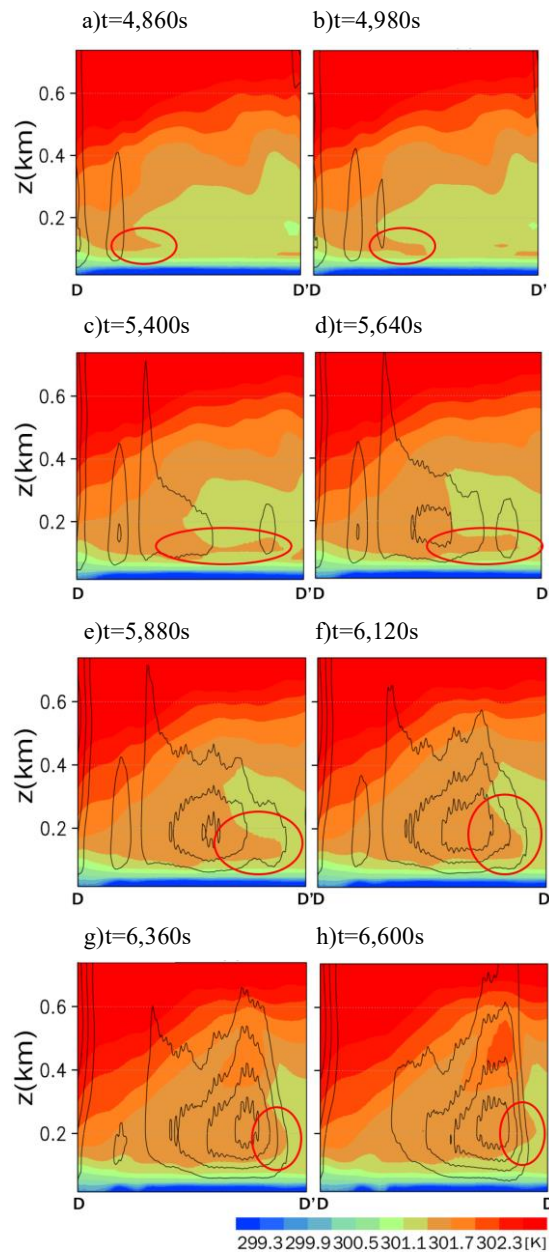 a)t=4,860s b)t=4,980s
0.6
z(km) 0.4
0.2
D D'D D'
c)t=5,400s d)t=5,640s
0.6
z(km) 0.4
0.2
D D'D D'
e)t=5,880s f)t=6,120s
0.6
z(km) 0.4
0.2
D D'D D'
g)t=6,360s h)t=6,600s
0.6
z(km) 0.4
0.2
D D'D D'
299.3 299.9 300.5 301.1 301.7 302.3[K]